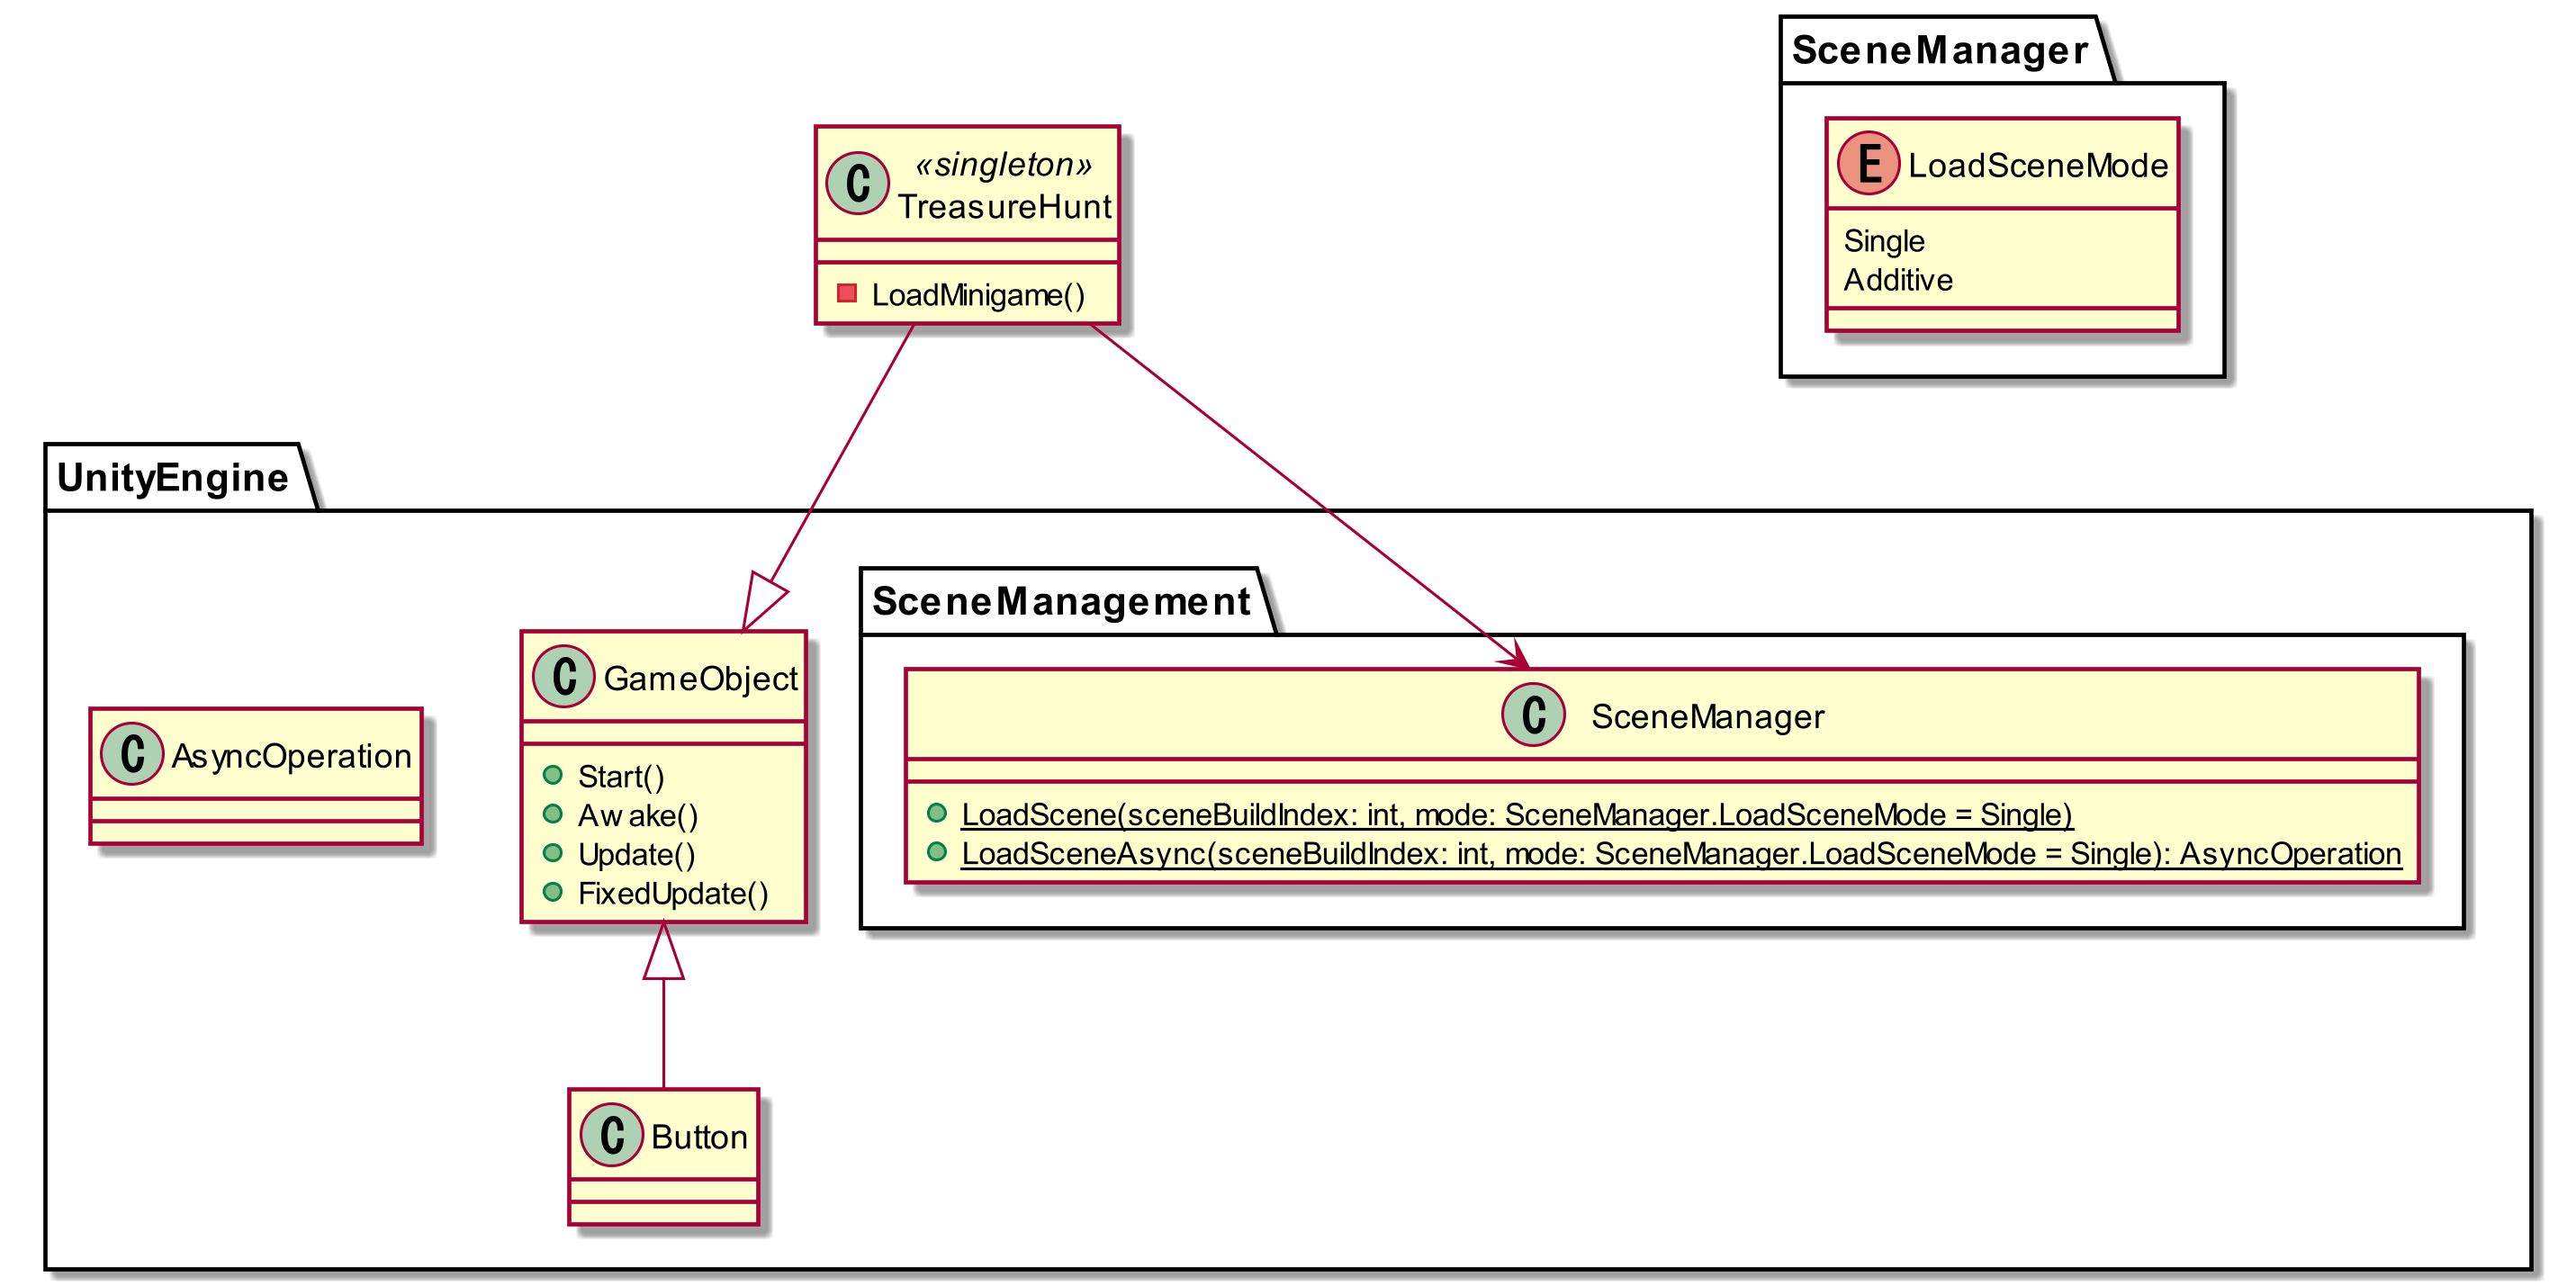 SceneManager
E LoadSceneMode
Single
Additive
«singleton»
C TreasureHunt
LoadMinigame()
UnityEngine
SceneManagement
C GameObject
Start()
Awake()
Update()
FixedUpdate()
C AsyncOperation
C SceneManager
LoadScene(sceneBuildIndex: int, mode: SceneManager.LoadSceneMode = Single)
LoadSceneAsync(sceneBuildIndex: int, mode: SceneManager.LoadSceneMode = Single): AsyncOperation
C Button